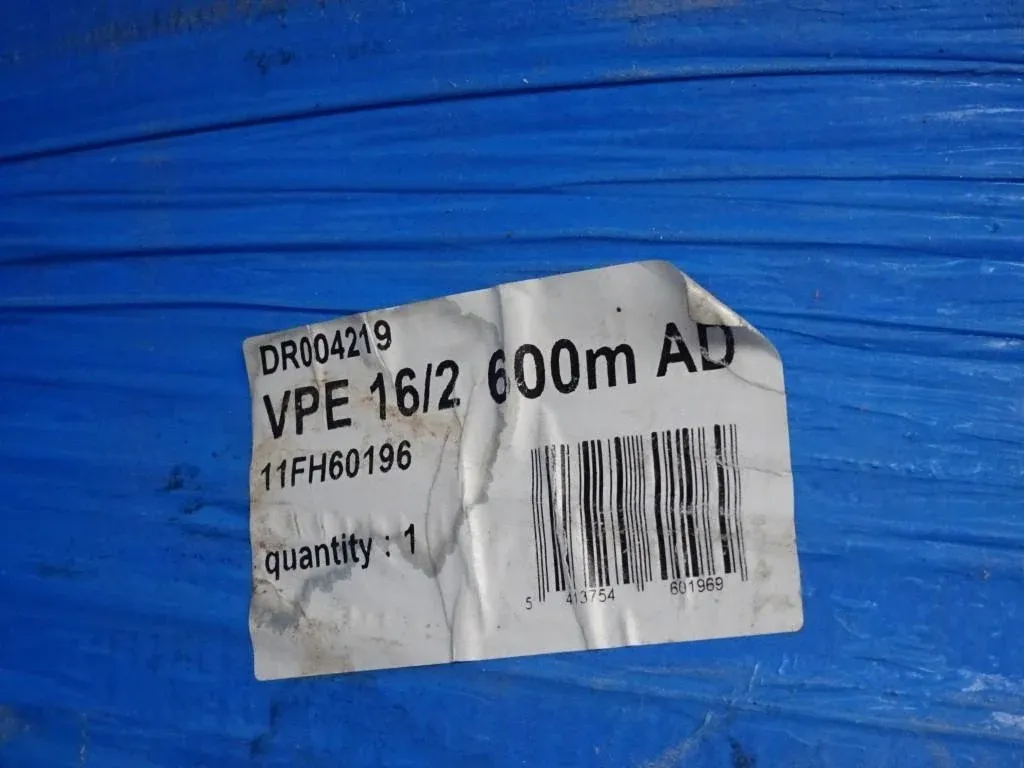 DR004219
VPE 16/2 600m AD
11FH60196
quantity : 1
5 413754 601969